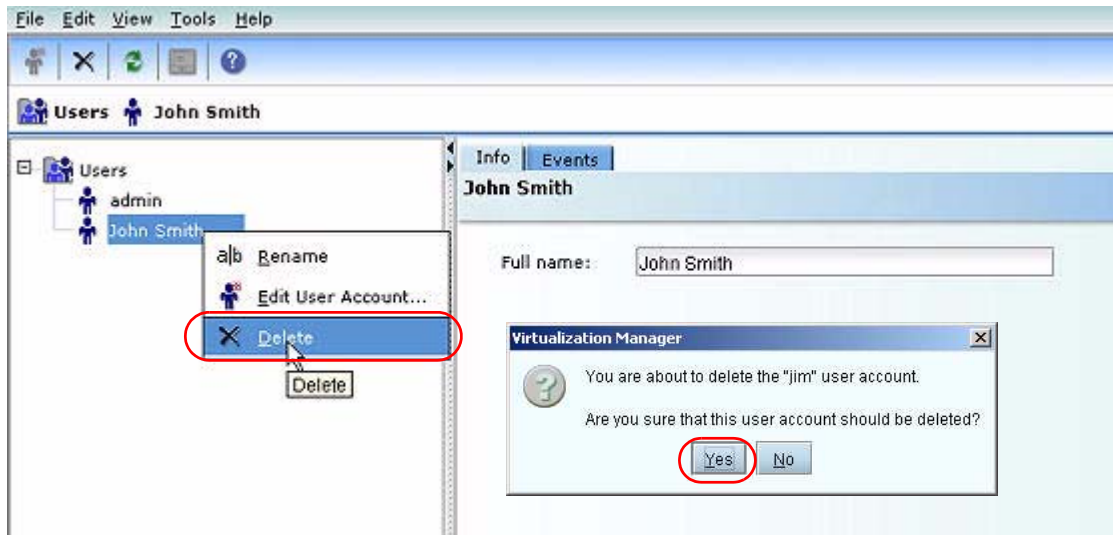 File Edit View Tools Help
Users John Smith
Users
admin
John Smith
a|b Rename
Edit User Account...
Delete
Delete
Info Events
John Smith
Full name: John Smith
Virtualization Manager
You are about to delete the "jim" user account.
Are you sure that this user account should be deleted?
Yes No